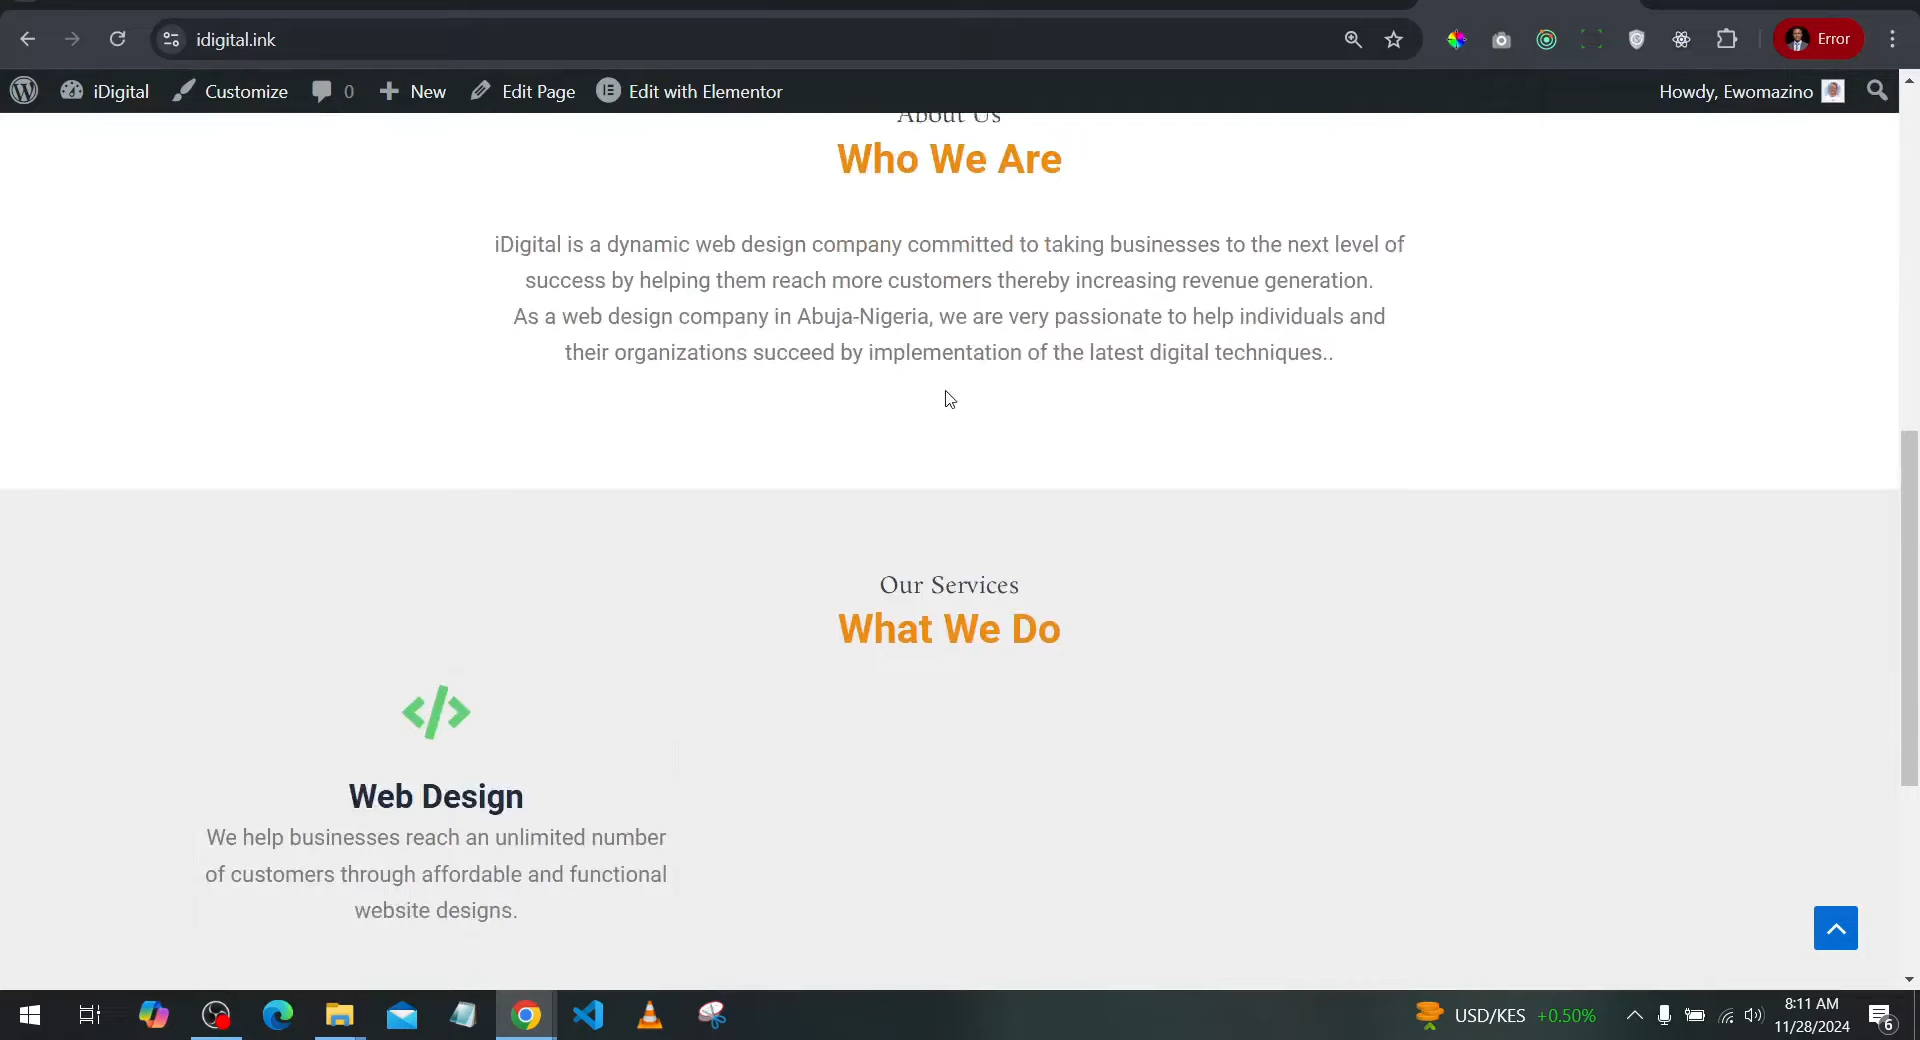 idigital.ink
Error
iDigital
Customize
0
New
Edit Page
Edit with Elementor
Howdy, Ewomazino
About Us
Who We Are
iDigital is a dynamic web design company committed to taking businesses to the next level of
success by helping them reach more customers thereby increasing revenue generation.
As a web design company in Abuja-Nigeria, we are very passionate to help individuals and
their organizations succeed by implementation of the latest digital techniques..
Our Services
What We Do
Web Design
We help businesses reach an unlimited number
of customers through affordable and functional
website designs.
USD/KES +0.50%
8:11 AM
11/28/2024
6